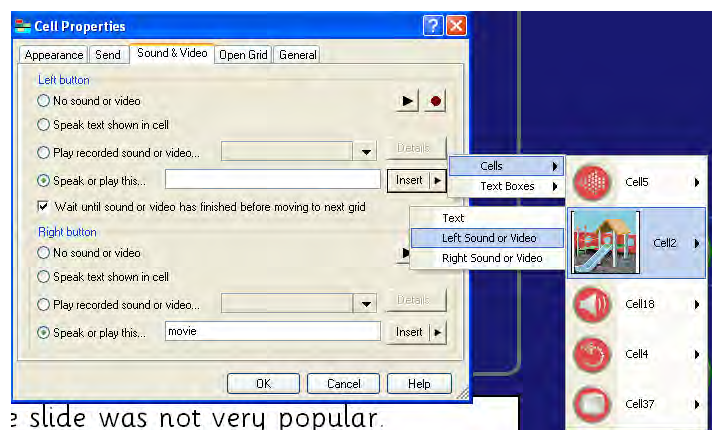 Cell Properties
Appearance Send Sound & Video Open Grid General
Left button
No sound or video
Speak text shown in cell
Play recorded sound or video... Details
Speak or play this... Insert
Wait until sound or video has finished before moving to next grid
Right button
No sound or video
Speak text shown in cell
Play recorded sound or video... Details
Speak or play this... movie Insert
OK Cancel Help
Cells
Text Boxes
Text
Left Sound or Video
Right Sound or Video
Cell5
Cell2
Cell18
Cell4
Cell37
e slide was not very popular.